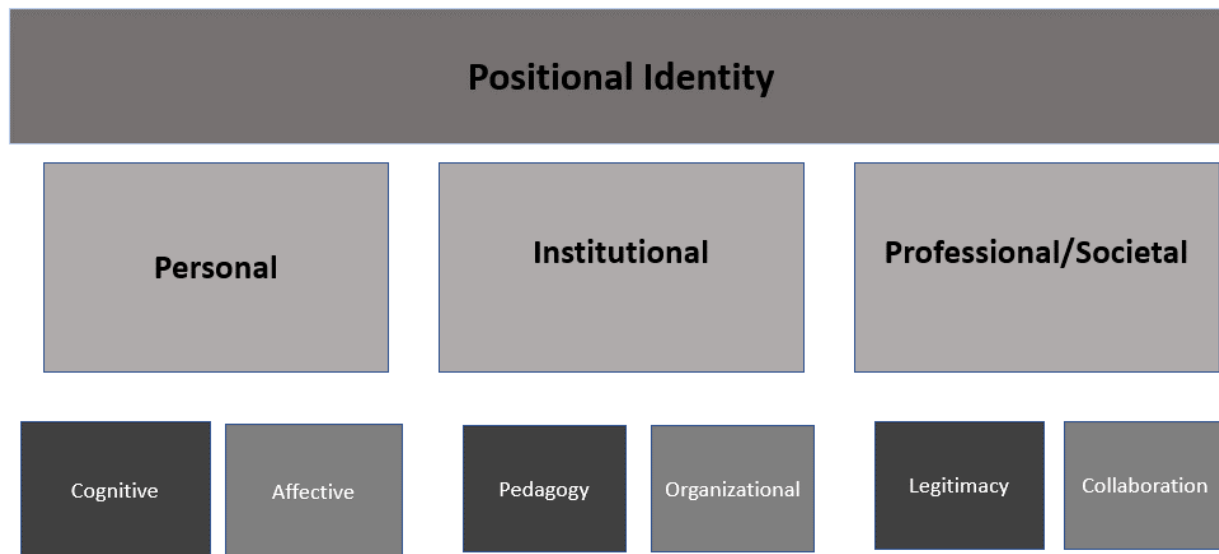 Positional Identity
Personal
Institutional
Professional/Societal
Cognitive
Affective
Pedagogy
Organizational
Legitimacy
Collaboration